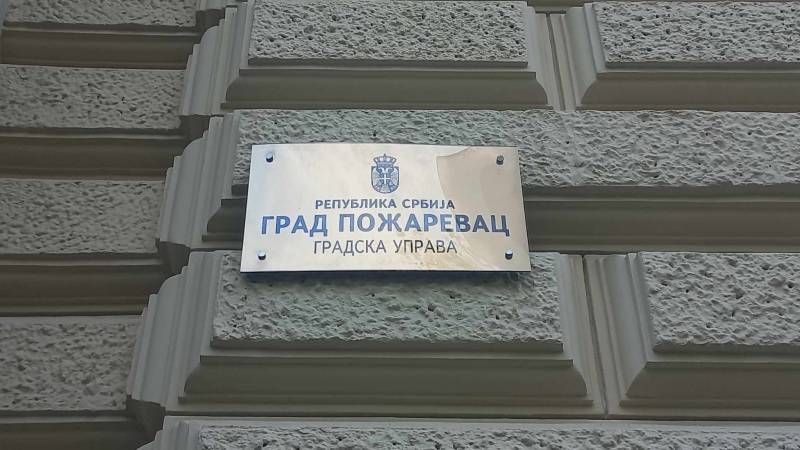 РЕПУБЛИКА СРБИЈА
ГРАД ПОЖАРЕВАЦ
ГРАДСКА УПРАВА